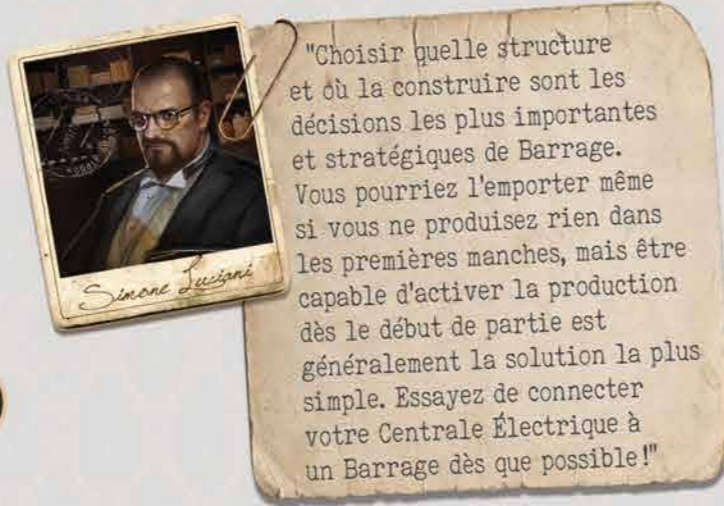 "Choisir quelle structure
et où la construire sont les
décisions les plus importantes
et stratégiques de Barrage.
Vous pourriez l'emporter même
si vous ne produisez rien dans
les premières manches, mais être
capable d'activer la production
dès le début de partie est
généralement la solution la plus
simple. Essayez de connecter
votre Centrale Électrique à
un Barrage dès que possible!"
Simone Luciani